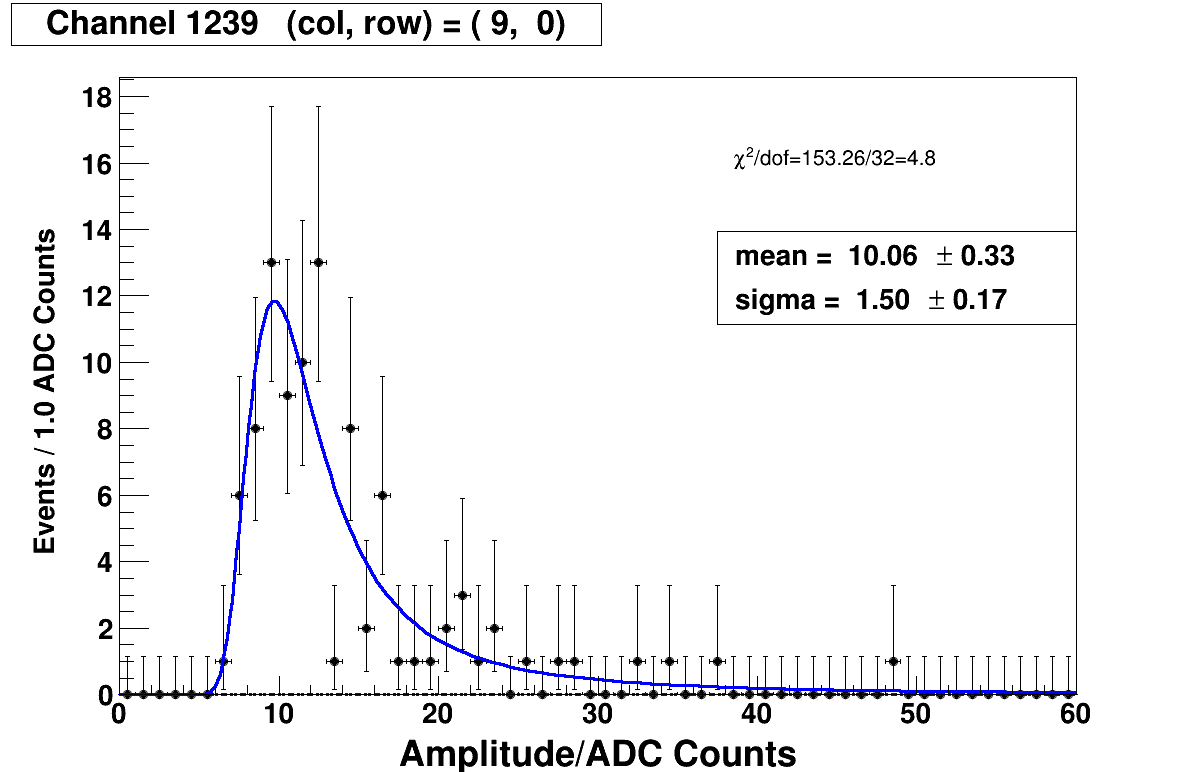 Channel 1239 (col, row) = ( 9, 0)
18
16
14
12
10
8
6
4
2
0
Events / 1.0 ADC Counts
χ²/dof=153.26/32=4.8
mean = 10.06 ± 0.33
sigma = 1.50 ± 0.17
0 10 20 30 40 50 60
Amplitude/ADC Counts